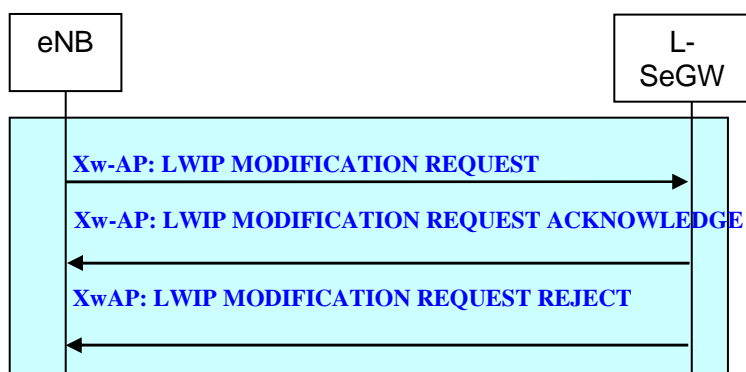 eNB
L-
SeGW
Xw-AP: LWIP MODIFICATION REQUEST
Xw-AP: LWIP MODIFICATION REQUEST ACKNOWLEDGE
XwAP: LWIP MODIFICATION REQUEST REJECT